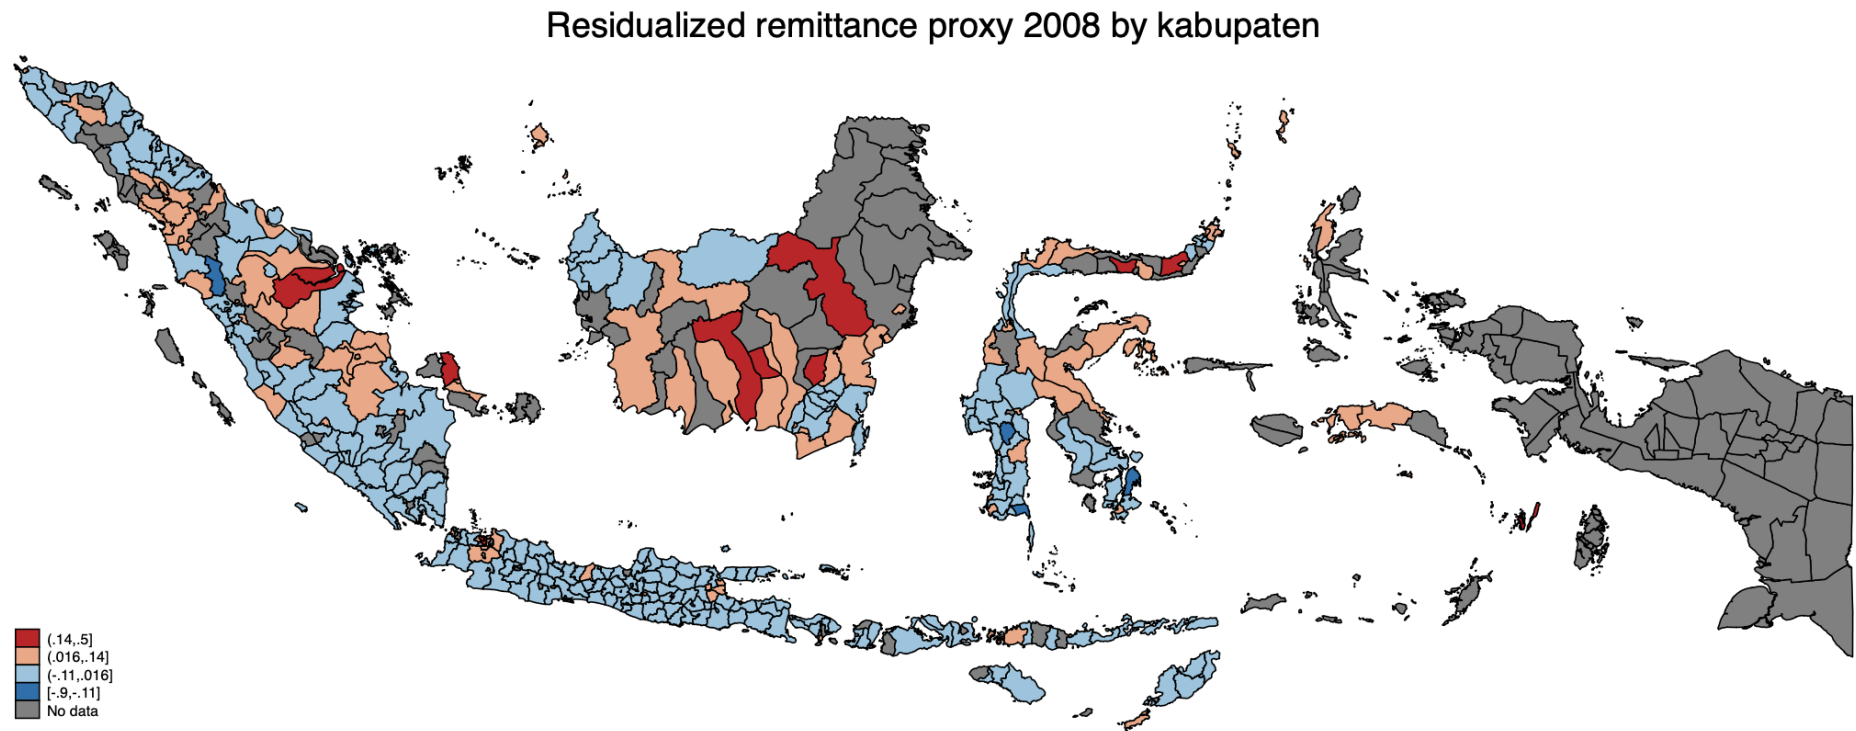 Residualized remittance proxy 2008 by kabupaten
(.14,.5]
(.016,.14]
(-.11,.016]
[-.9,-.11]
No data